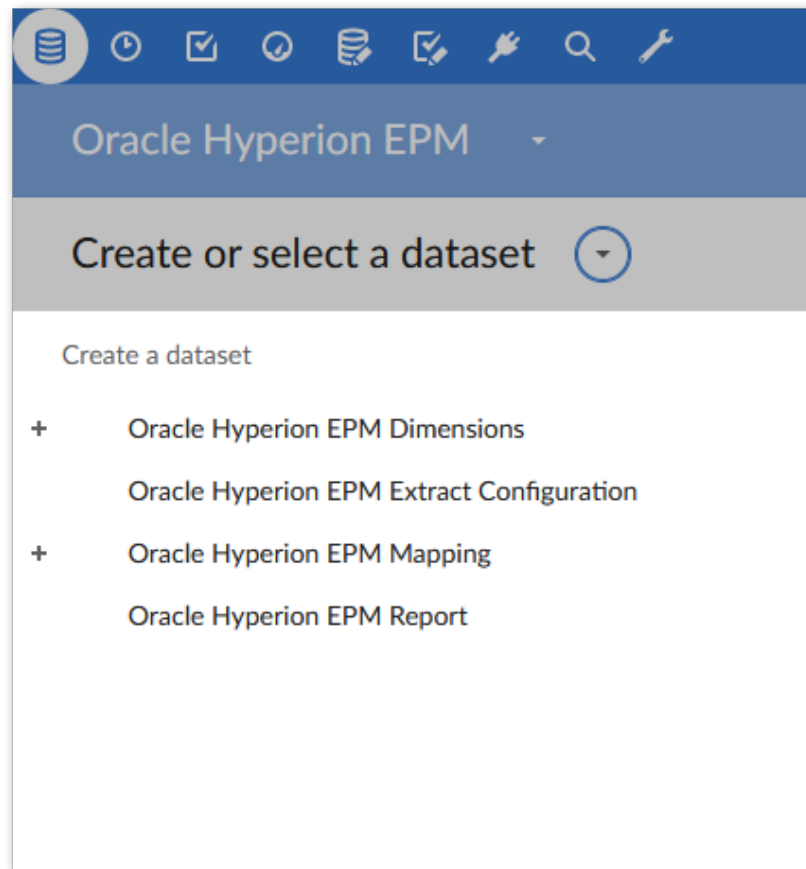 Oracle Hyperion EPM
Create or select a dataset
Create a dataset
+ Oracle Hyperion EPM Dimensions
Oracle Hyperion EPM Extract Configuration
+ Oracle Hyperion EPM Mapping
Oracle Hyperion EPM Report